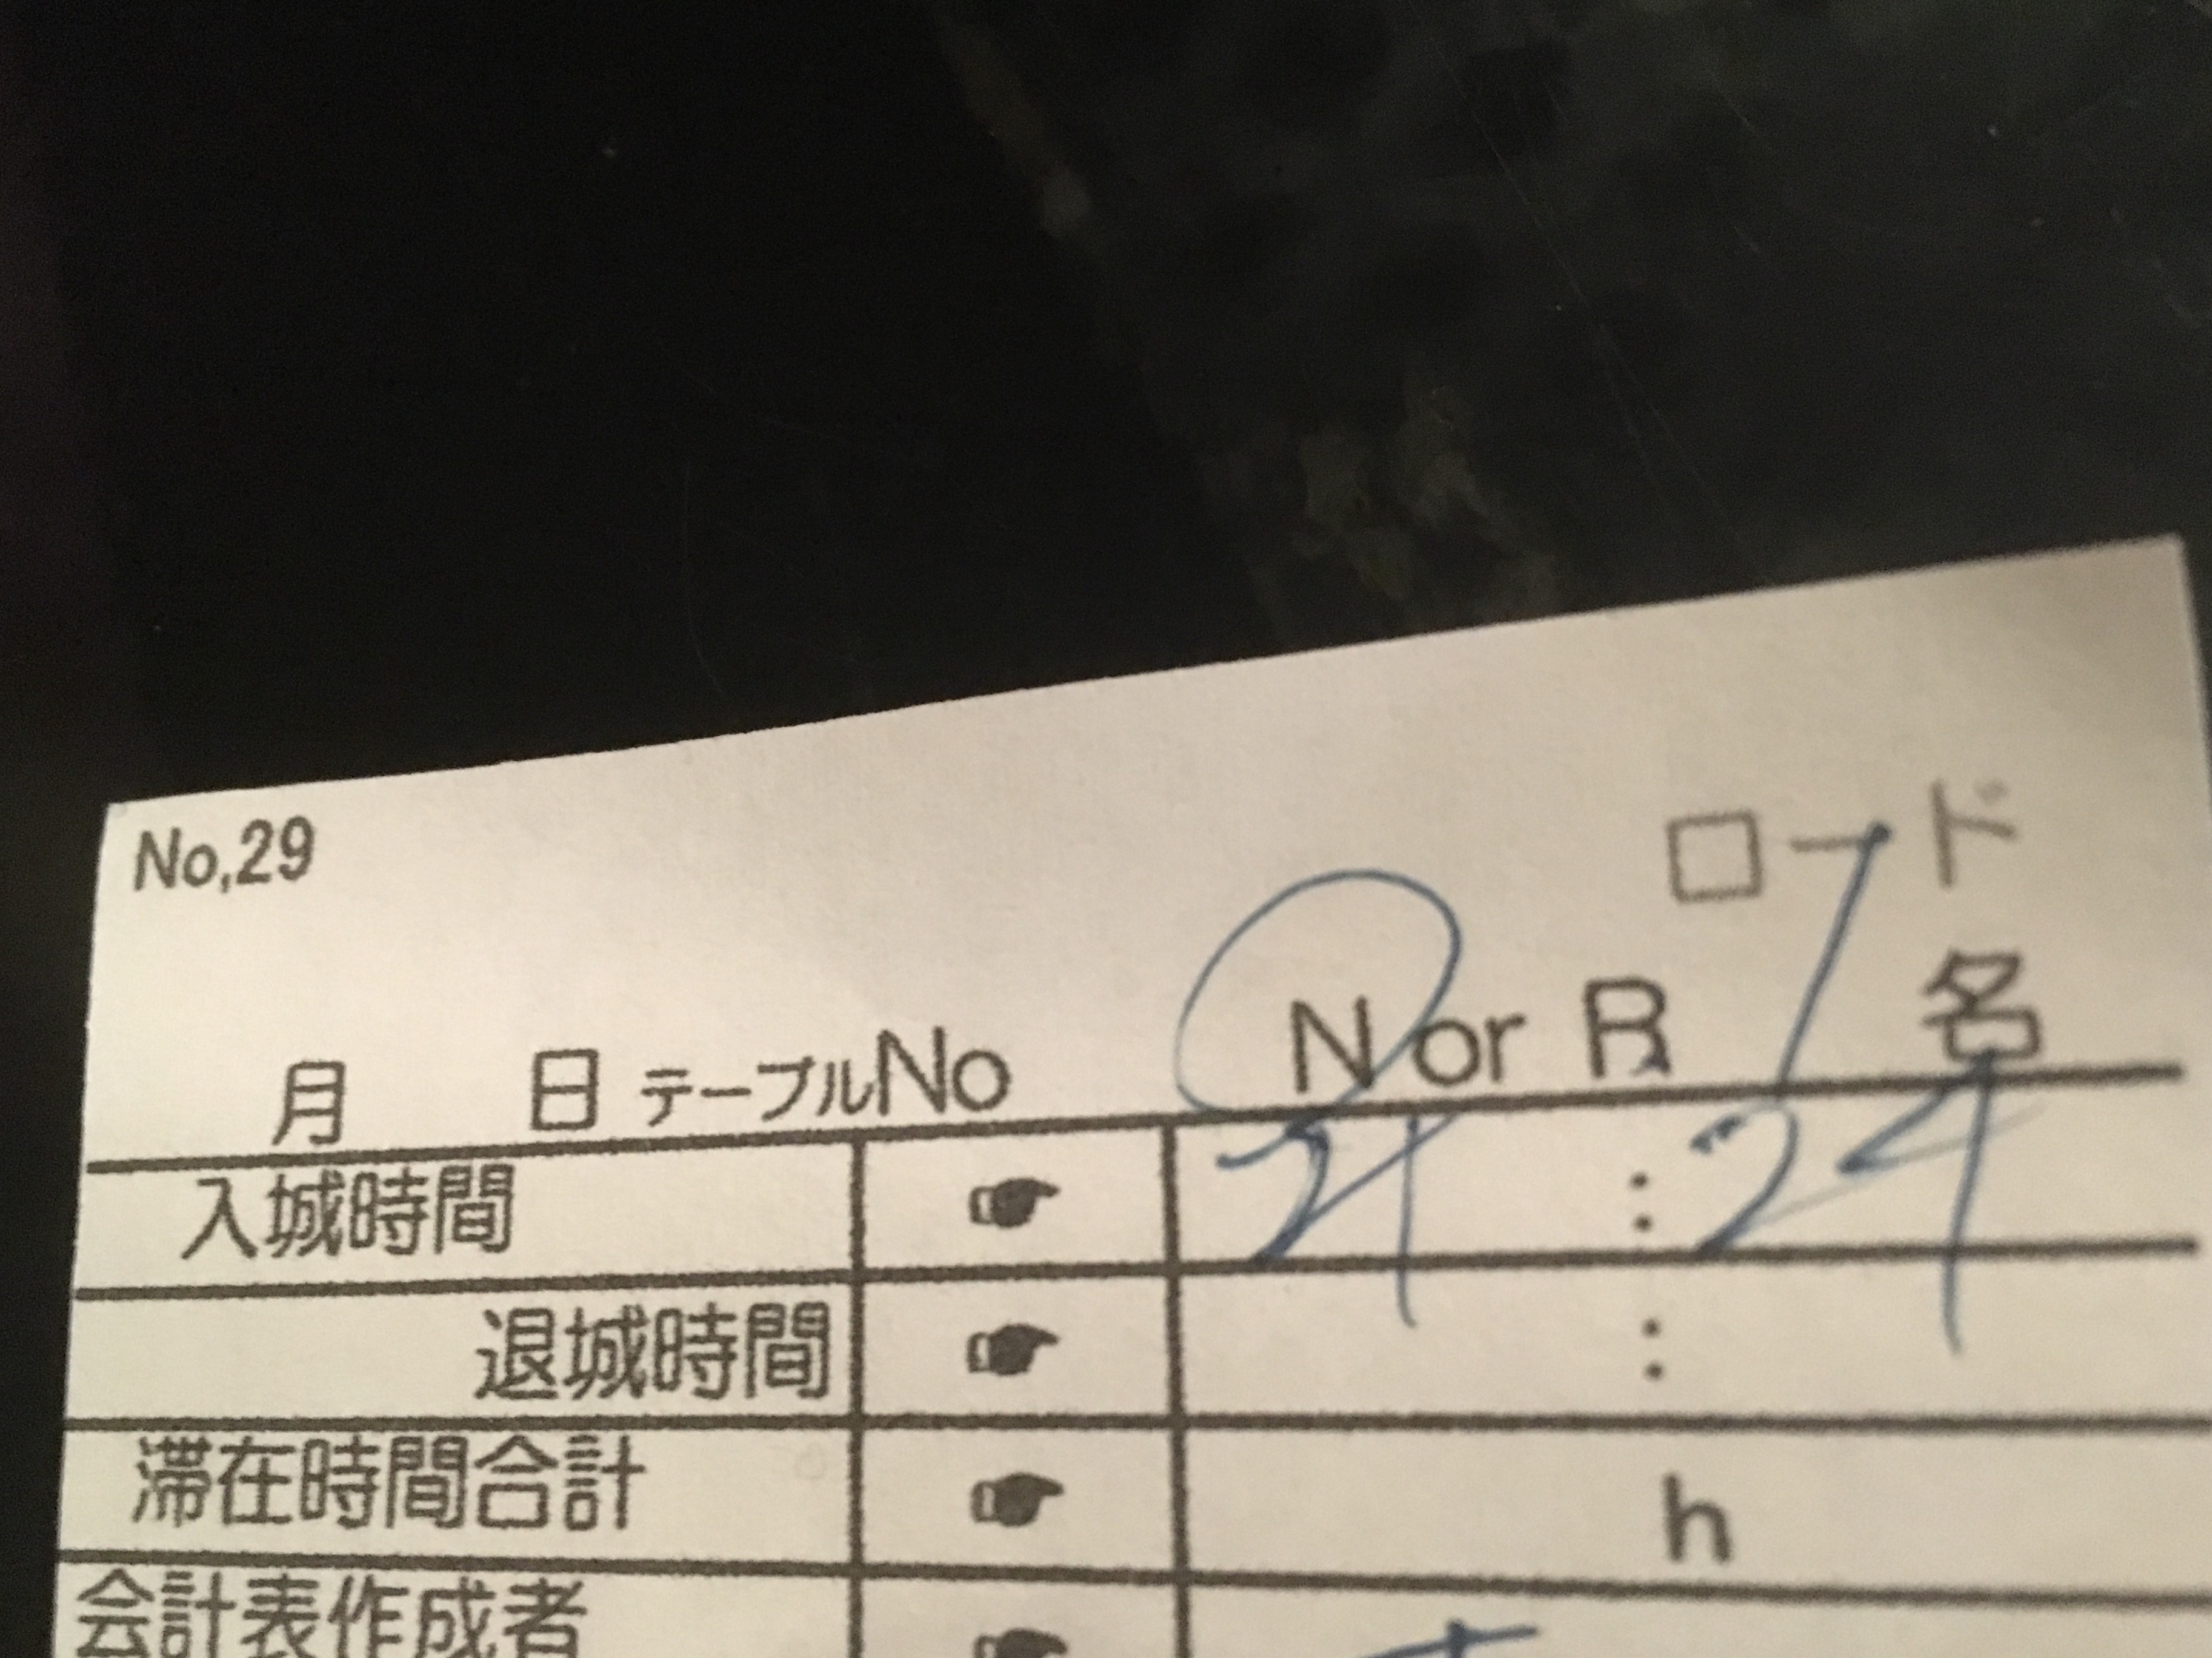 No,29
ロード
月 日 テーブルNo N or R 1 名
入城時間 ☛ 21 : 24
退城時間 ☛ :
滞在時間合計 ☛ h
会計表作成者 ☛